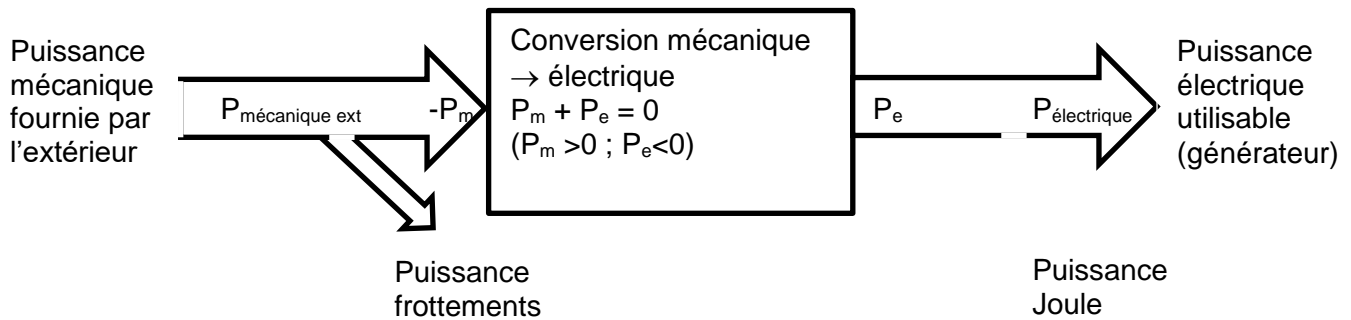 Puissance
mécanique
fournie par
l’extérieur
P mécanique ext
-Pm
Conversion mécanique
→ électrique
Pm + Pe = 0
(Pm >0 ; Pe<0)
Pe
Pélectrique
Puissance
électrique
utilisable
(générateur)
Puissance
frottements
Puissance
Joule